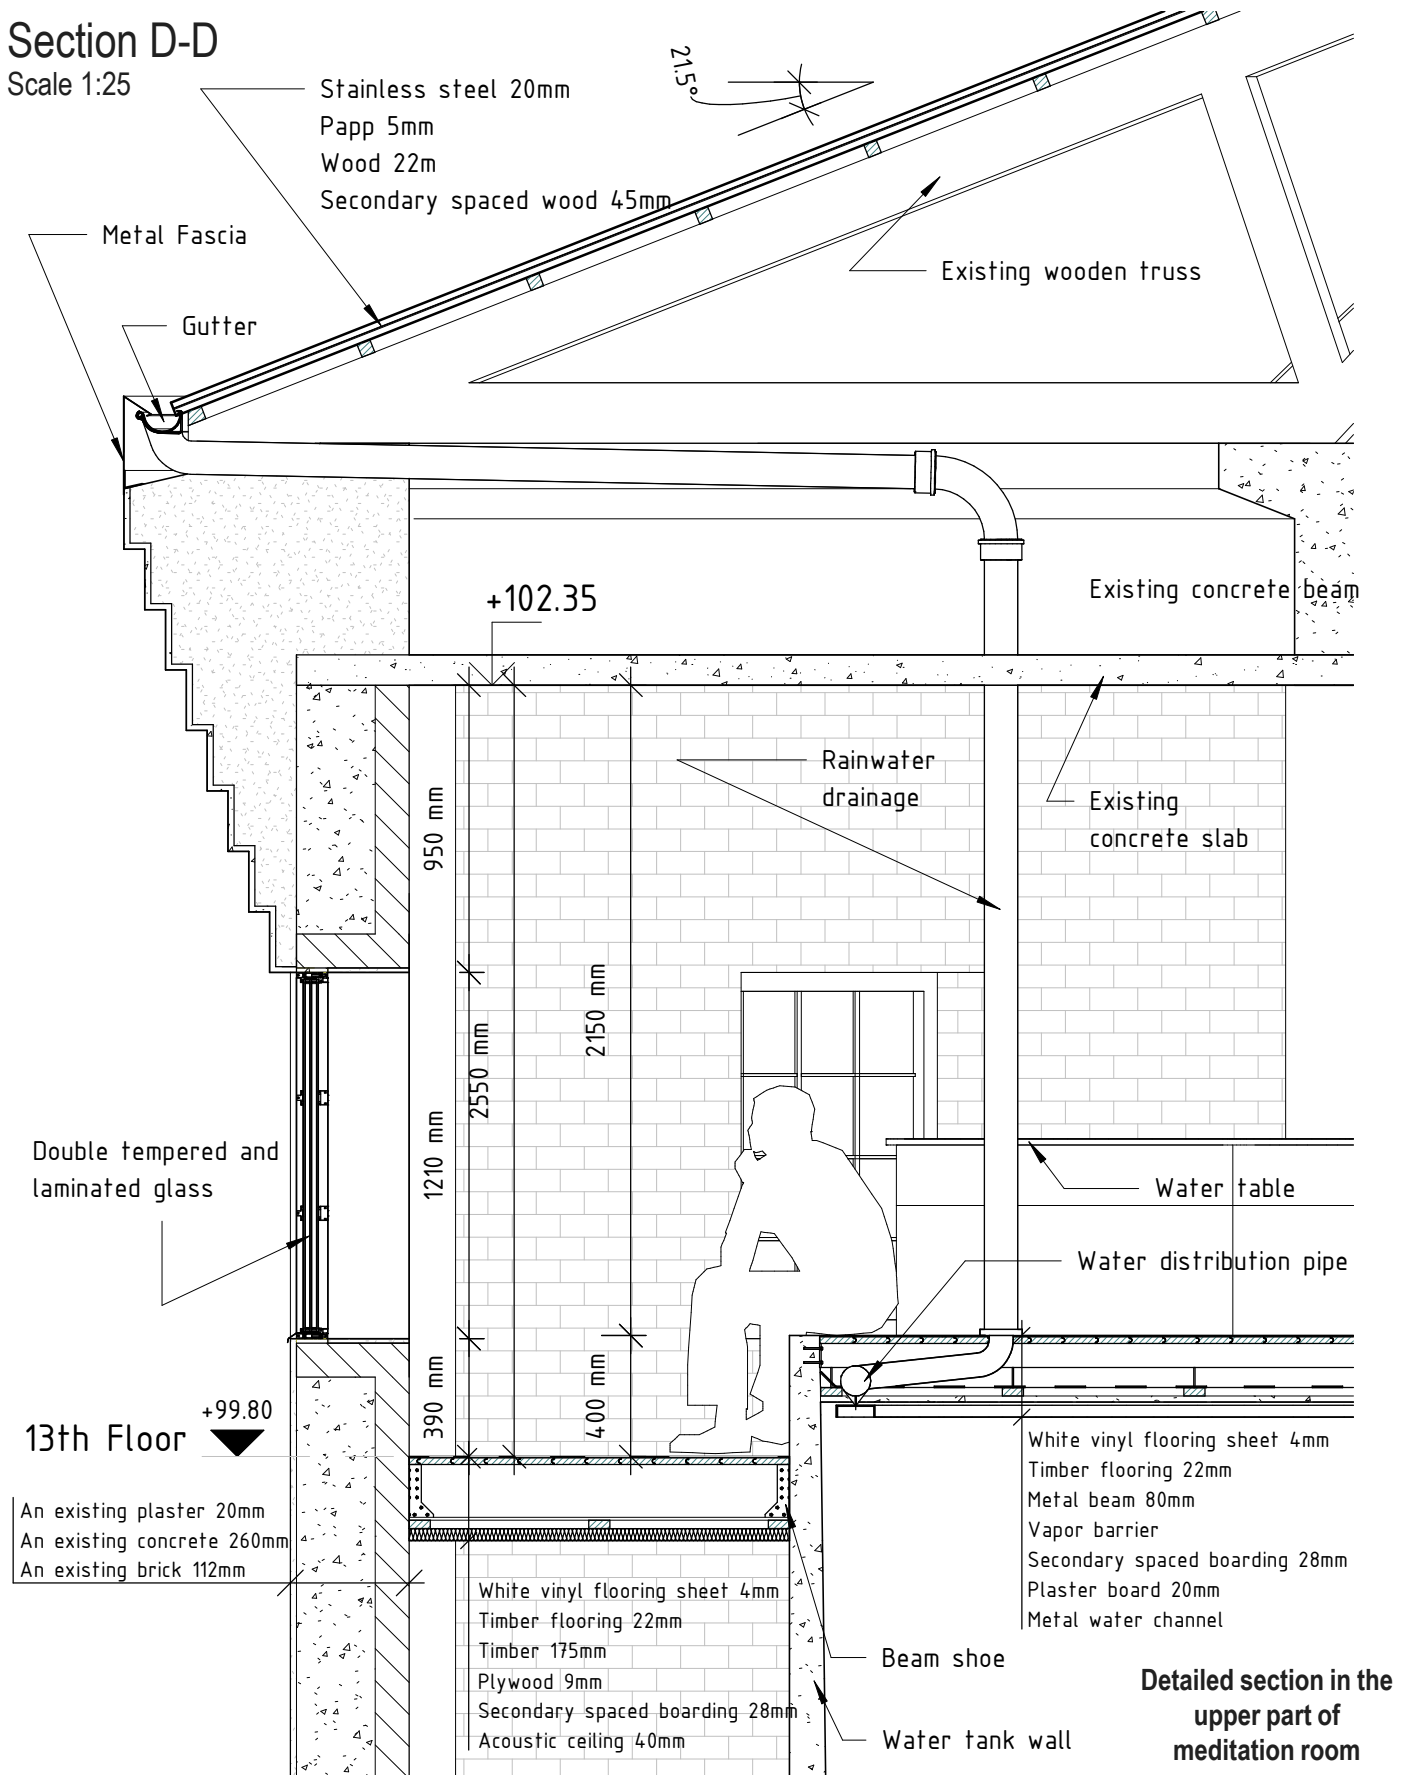 Section D-D
Scale 1:25
Stainless steel 20mm
Papp 5mm
Wood 22m
Secondary spaced wood 45mm
21.5°
Metal Fascia
Gutter
Existing wooden truss
+102.35
Existing concrete beam
Rainwater
drainage
Existing
concrete slab
950 mm
2550 mm
2150 mm
1210 mm
390 mm
400 mm
Double tempered and
laminated glass
Water table
Water distribution pipe
13th Floor
+99.80
An existing plaster 20mm
An existing concrete 260mm
An existing brick 112mm
White vinyl flooring sheet 4mm
Timber flooring 22mm
Metal beam 80mm
Vapor barrier
Secondary spaced boarding 28mm
Plaster board 20mm
Metal water channel
White vinyl flooring sheet 4mm
Timber flooring 22mm
Timber 175mm
Plywood 9mm
Secondary spaced boarding 28mm
Acoustic ceiling 40mm
Beam shoe
Water tank wall
Detailed section in the
upper part of
meditation room